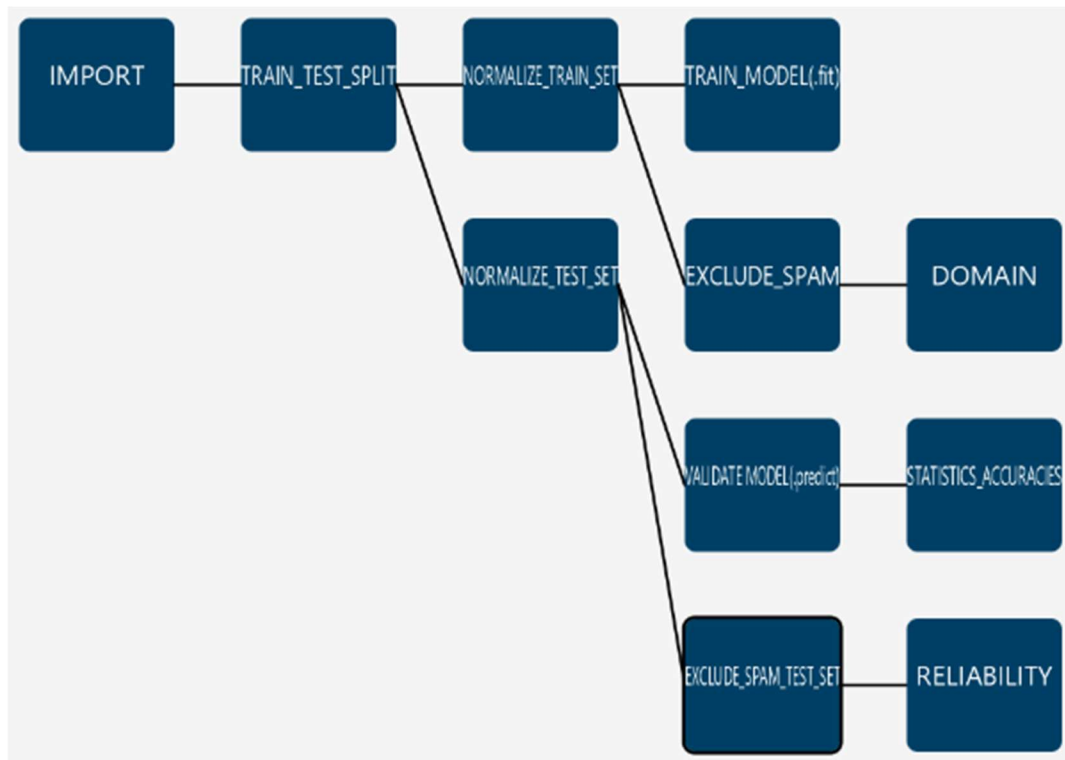 IMPORT
TRAIN_TEST_SPLIT
NORMALIZE_TRAIN_SET
TRAIN_MODEL(.fit)
NORMALIZE_TEST_SET
EXCLUDE_SPAM
DOMAIN
VALIDATE MODEL(.predict)
STATISTICS_ACCURACIES
EXCLUDE_SPAM_TEST_SET
RELIABILITY